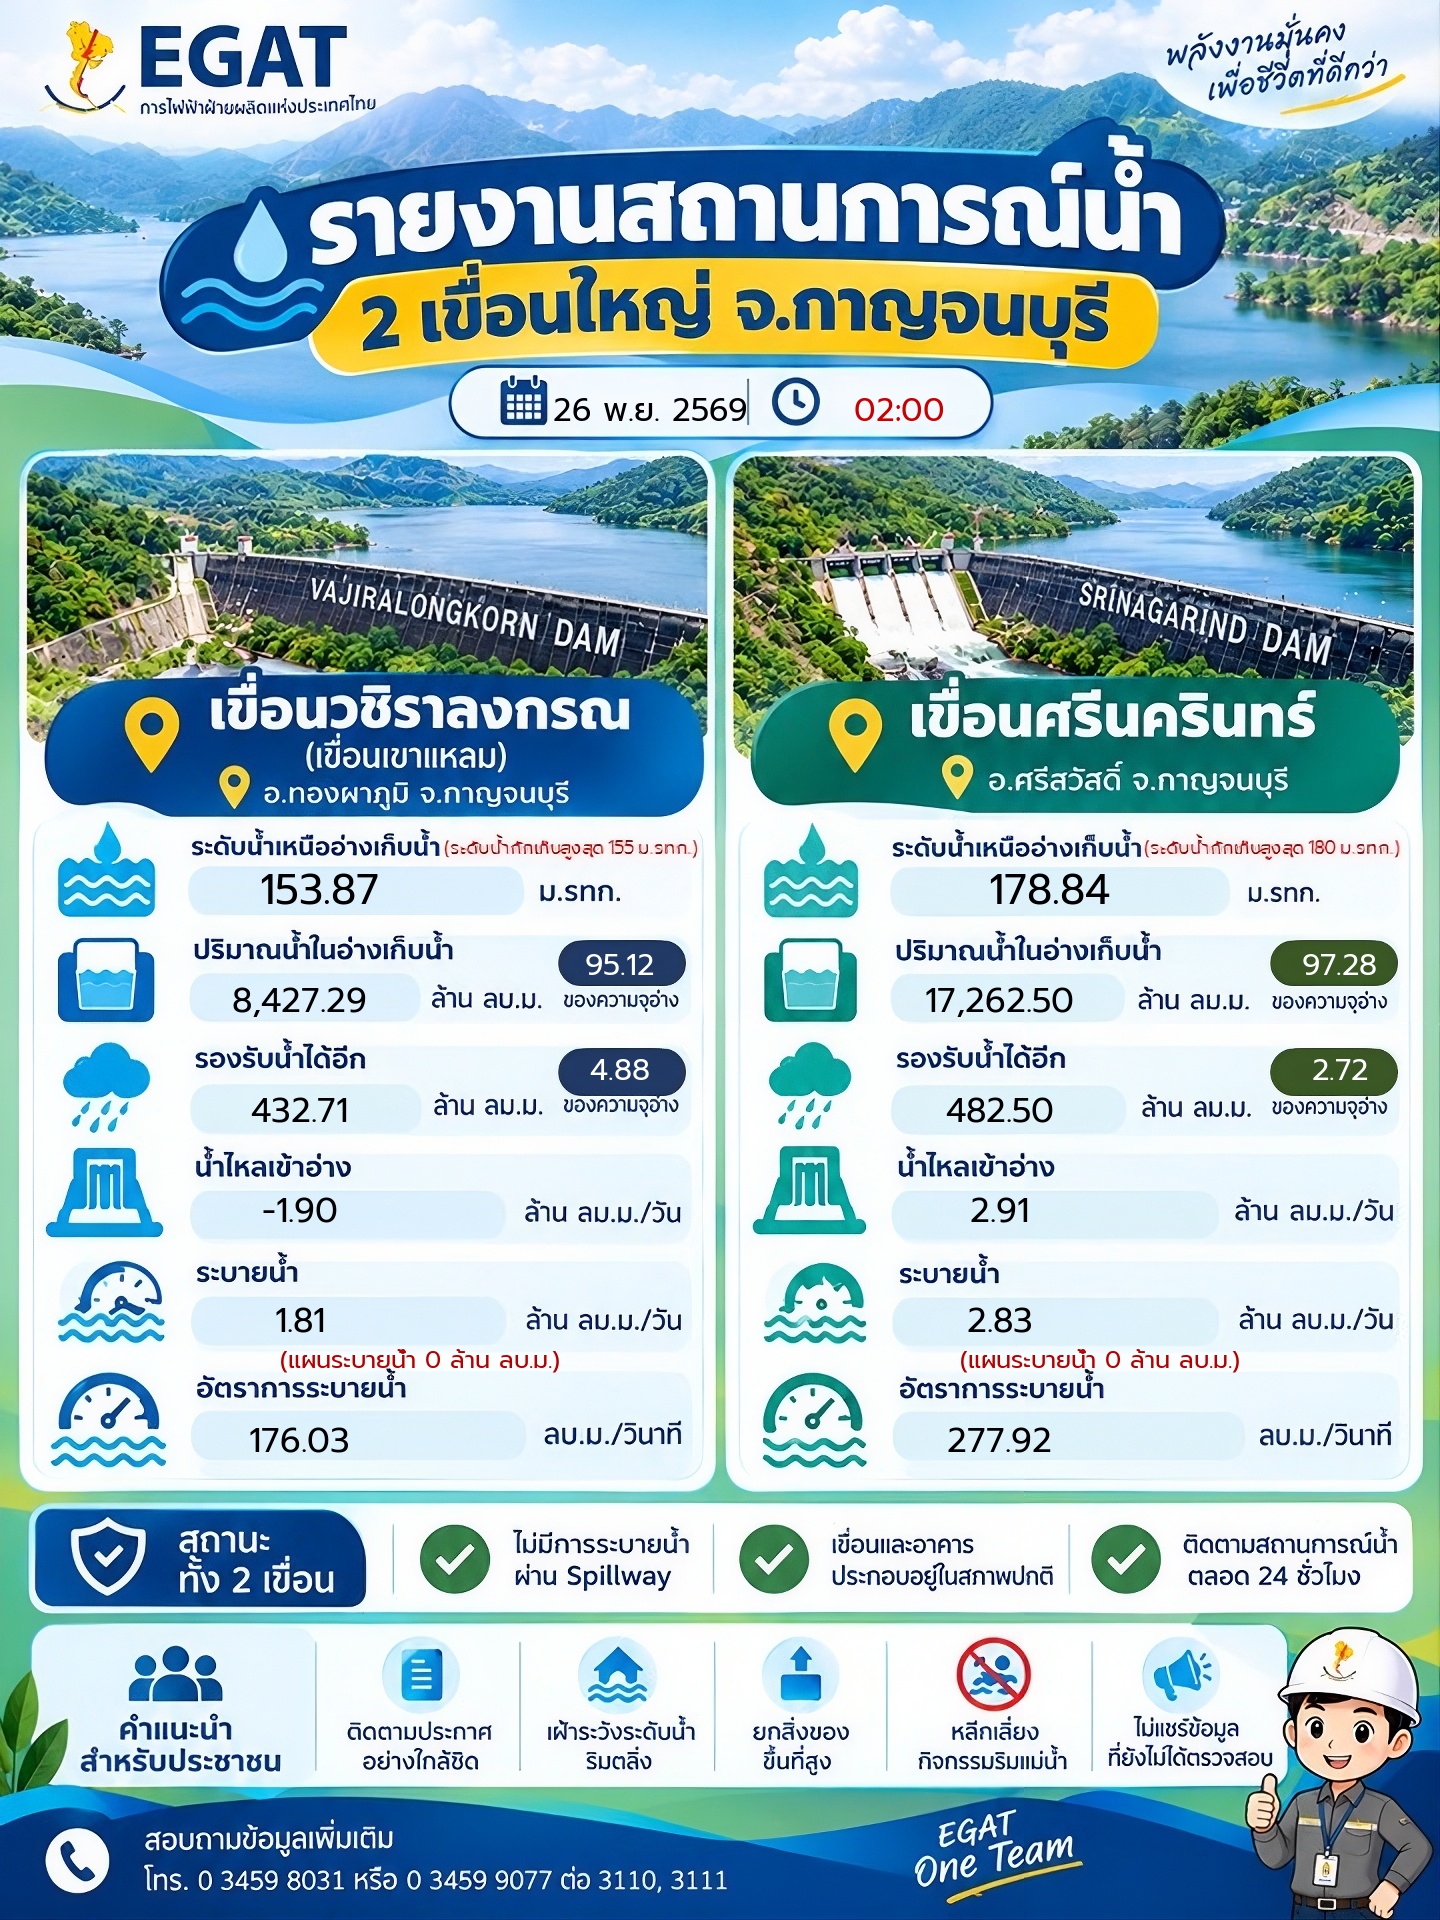 EGAT
การไฟฟ้าฝ่ายผลิตแห่งประเทศไทย
พลังงานมั่นคง
เพื่อชีวิตที่ดีกว่า
รายงานสถานการณ์น้ำ
2 เขื่อนใหญ่ จ.กาญจนบุรี
26 พ.ย. 2569
02:00
VAJIRALONGKORN DAM
เขื่อนวชิราลงกรณ
(เขื่อนเขาแหลม)
อ.ทองผาภูมิ จ.กาญจนบุรี
ระดับน้ำเหนืออ่างเก็บน้ำ (ระดับน้ำกักเก็บสูงสุด 155 ม.รทก.)
153.87 ม.รทก.
ปริมาณน้ำในอ่างเก็บน้ำ 95.12
8,427.29 ล้าน ลบ.ม. ของความจุอ่าง
รองรับน้ำได้อีก 4.88
432.71 ล้าน ลม.ม. ของความจุอ่าง
น้ำไหลเข้าอ่าง
-1.90 ล้าน ลม.ม./วัน
ระบายน้ำ
1.81 ล้าน ลม.ม./วัน
(แผนระบายน้ำ 0 ล้าน ลบ.ม.)
อัตราการระบายน้ำ
176.03 ลบ.ม./วินาที
SRINAGARIND DAM
เขื่อนศรีนครินทร์
อ.ศรีสวัสดิ์ จ.กาญจนบุรี
ระดับน้ำเหนืออ่างเก็บน้ำ (ระดับน้ำกักเก็บสูงสุด 180 ม.รทก.)
178.84 ม.รทก.
ปริมาณน้ำในอ่างเก็บน้ำ 97.28
17,262.50 ล้าน ลม.ม. ของความจุอ่าง
รองรับน้ำได้อีก 2.72
482.50 ล้าน ลม.ม. ของความจุอ่าง
น้ำไหลเข้าอ่าง
2.91 ล้าน ลม.ม./วัน
ระบายน้ำ
2.83 ล้าน ลม.ม./วัน
(แผนระบายน้ำ 0 ล้าน ลบ.ม.)
อัตราการระบายน้ำ
277.92 ลบ.ม./วินาที
สถานะ
ทั้ง 2 เขื่อน
ไม่มีการระบายน้ำ
ผ่าน Spillway
เขื่อนและอาคาร
ประกอบอยู่ในสภาพปกติ
ติดตามสถานการณ์น้ำ
ตลอด 24 ชั่วโมง
คำแนะนำ
สำหรับประชาชน
ติดตามประกาศ
อย่างใกล้ชิด
เฝ้าระวังระดับน้ำ
ริมตลิ่ง
ยกสิ่งของ
ขึ้นที่สูง
หลีกเลี่ยง
กิจกรรมริมแม่น้ำ
ไม่แชร์ข้อมูล
ที่ยังไม่ได้ตรวจสอบ
สอบถามข้อมูลเพิ่มเติม
โทร. 0 3459 8031 หรือ 0 3459 9077 ต่อ 3110, 3111
EGAT
One Team